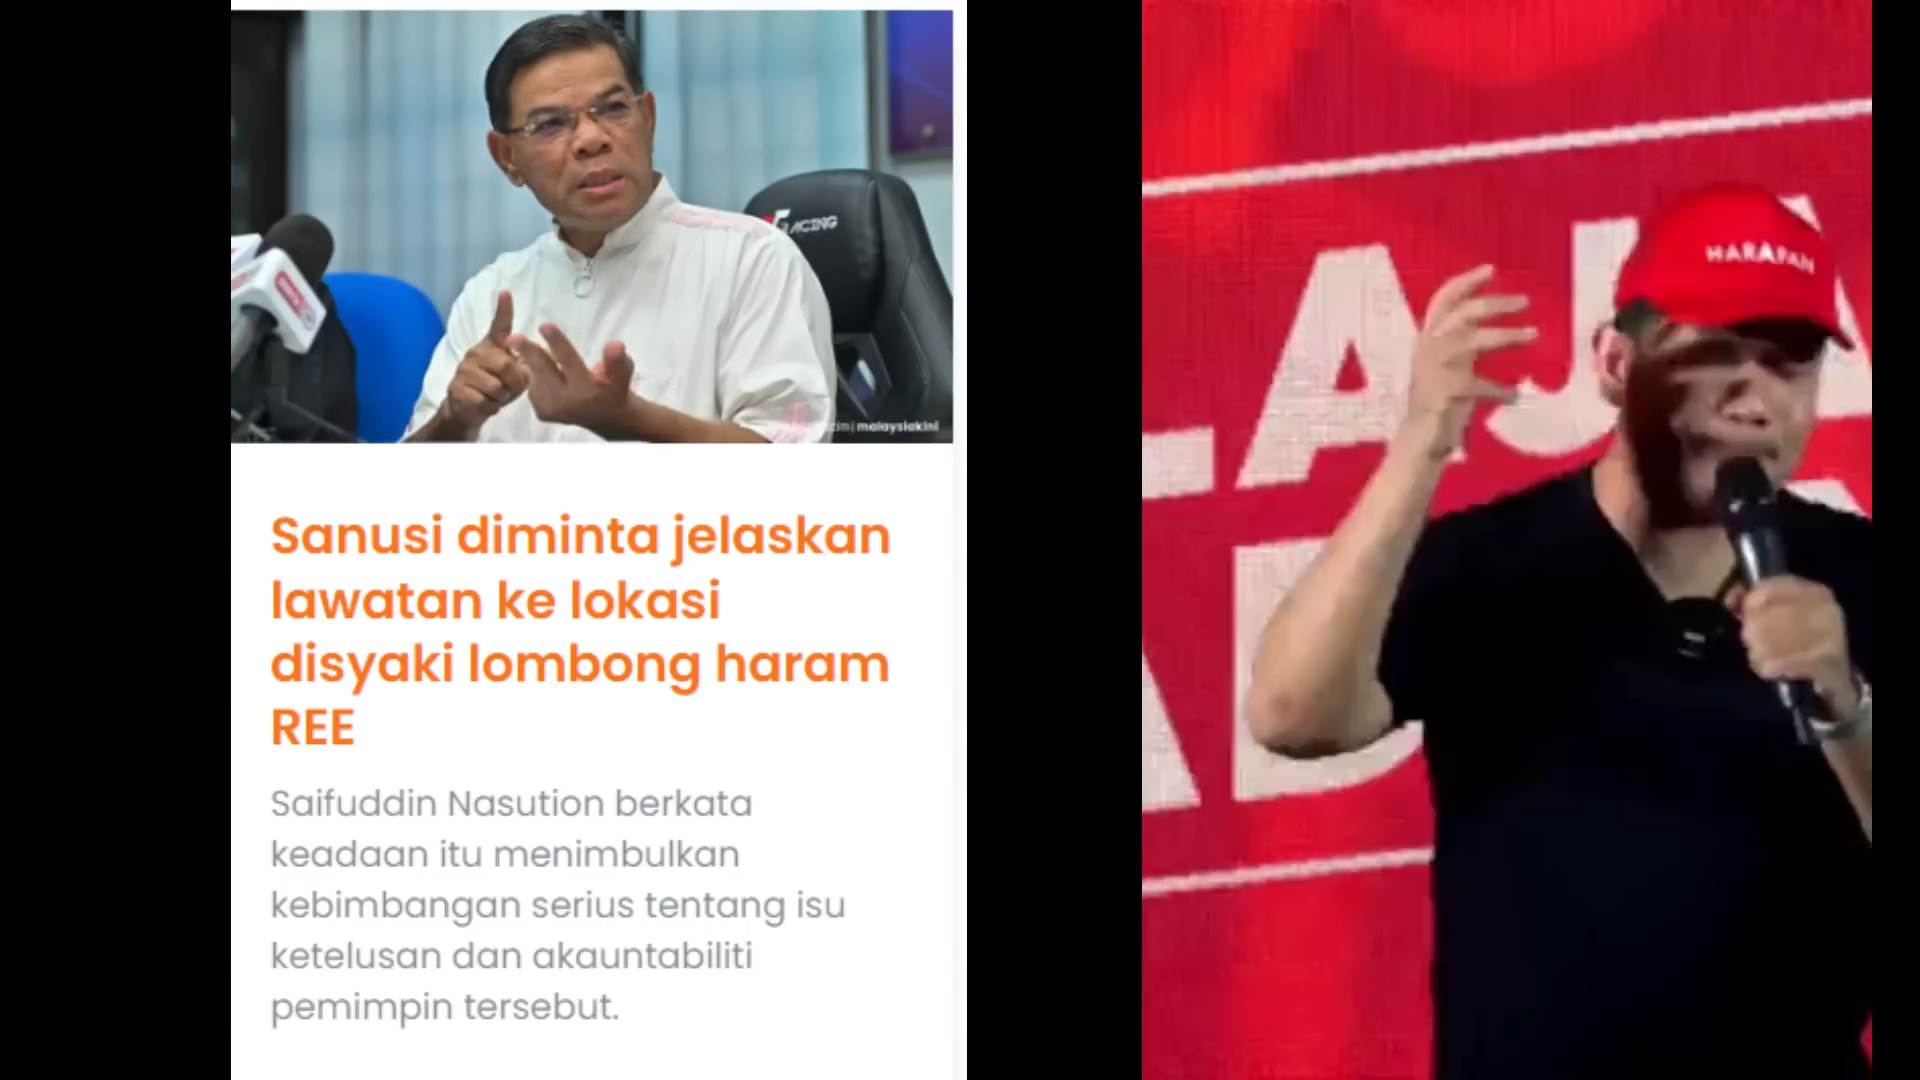 RACING
malaysiakini
Sanusi diminta jelaskan
lawatan ke lokasi
disyaki lombong haram
REE
Saifuddin Nasution berkata
keadaan itu menimbulkan
kebimbangan serius tentang isu
ketelusan dan akauntabiliti
pemimpin tersebut.
HARAPAN